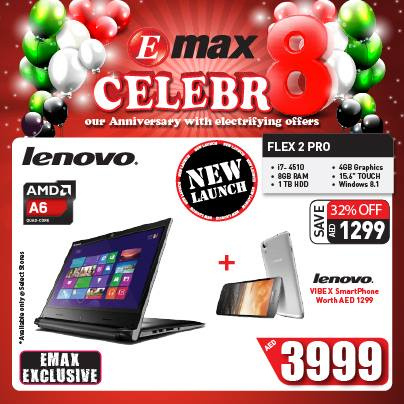 E max
CELEBR8
our Anniversary with electrifying offers
lenovo.
AMD
A6
QUAD-CORE
NEW
LAUNCH
FLEX 2 PRO
• i7- 4510
• 8GB RAM
• 1 TB HDD
• 4GB Graphics
• 15.6" TOUCH
• Windows 8.1
SAVE
32% OFF
AED 1299
*Available only @ Select Stores
+
lenovo.
VIBE X SmartPhone
Worth AED 1299
EMAX
EXCLUSIVE
AED 3999